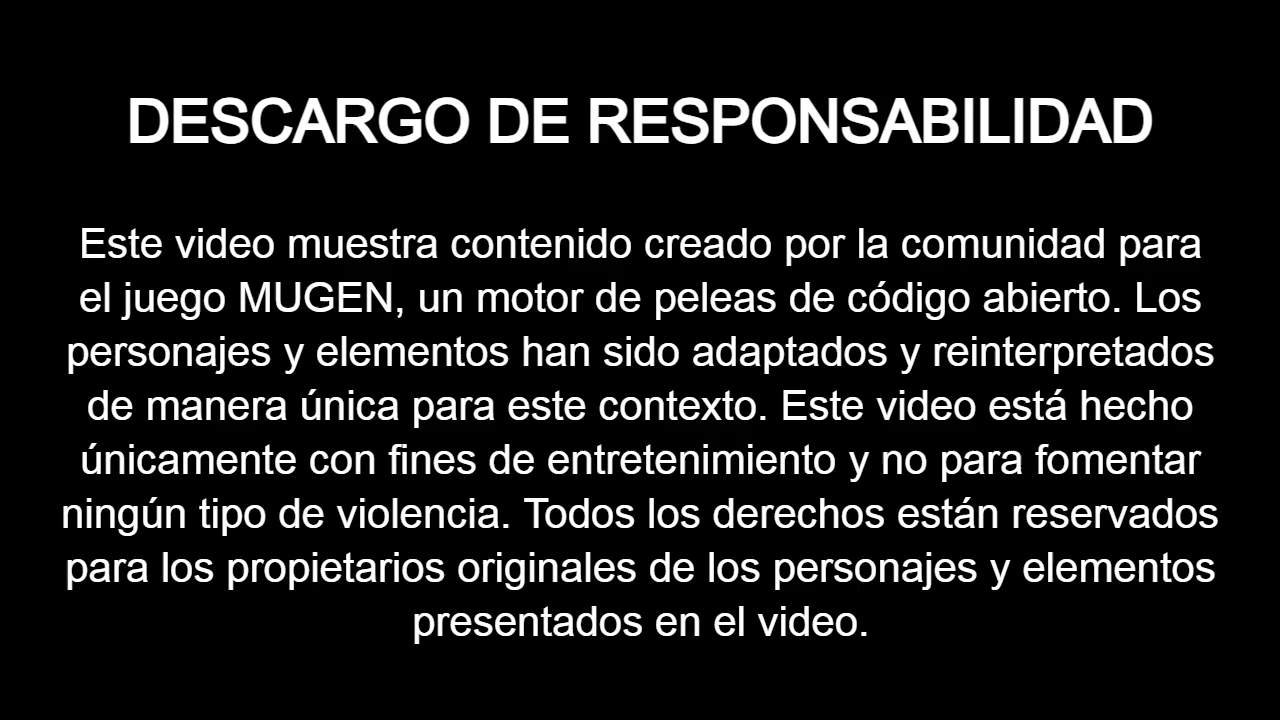 DESCARGO DE RESPONSABILIDAD
Este video muestra contenido creado por la comunidad para
el juego MUGEN, un motor de peleas de código abierto. Los
personajes y elementos han sido adaptados y reinterpretados
de manera única para este contexto. Este video está hecho
únicamente con fines de entretenimiento y no para fomentar
ningún tipo de violencia. Todos los derechos están reservados
para los propietarios originales de los personajes y elementos
presentados en el video.